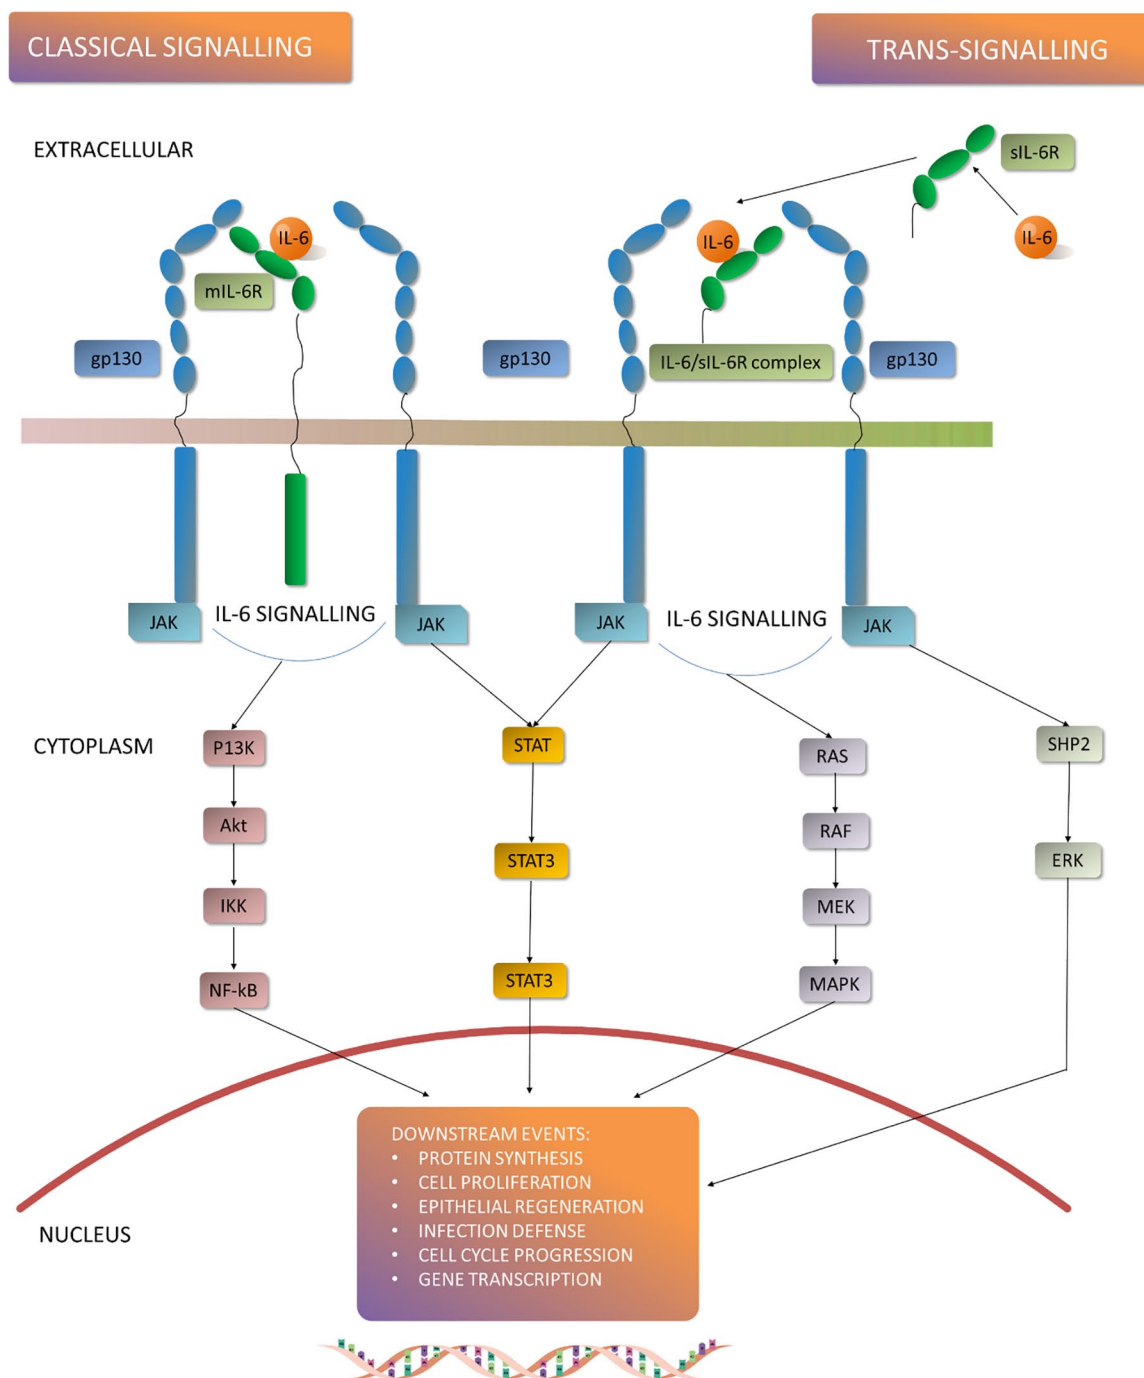 CLASSICAL SIGNALLING
TRANS-SIGNALLING
EXTRACELLULAR
sIL-6R
IL-6
IL-6
IL-6
mIL-6R
gp130
gp130
IL-6/sIL-6R complex
gp130
JAK
IL-6 SIGNALLING
JAK
JAK
IL-6 SIGNALLING
JAK
CYTOPLASM
P13K
STAT
RAS
SHP2
Akt
RAF
STAT3
ERK
IKK
MEK
NF-kB
STAT3
MAPK
DOWNSTREAM EVENTS:
• PROTEIN SYNTHESIS
• CELL PROLIFERATION
• EPITHELIAL REGENERATION
• INFECTION DEFENSE
• CELL CYCLE PROGRESSION
• GENE TRANSCRIPTION
NUCLEUS